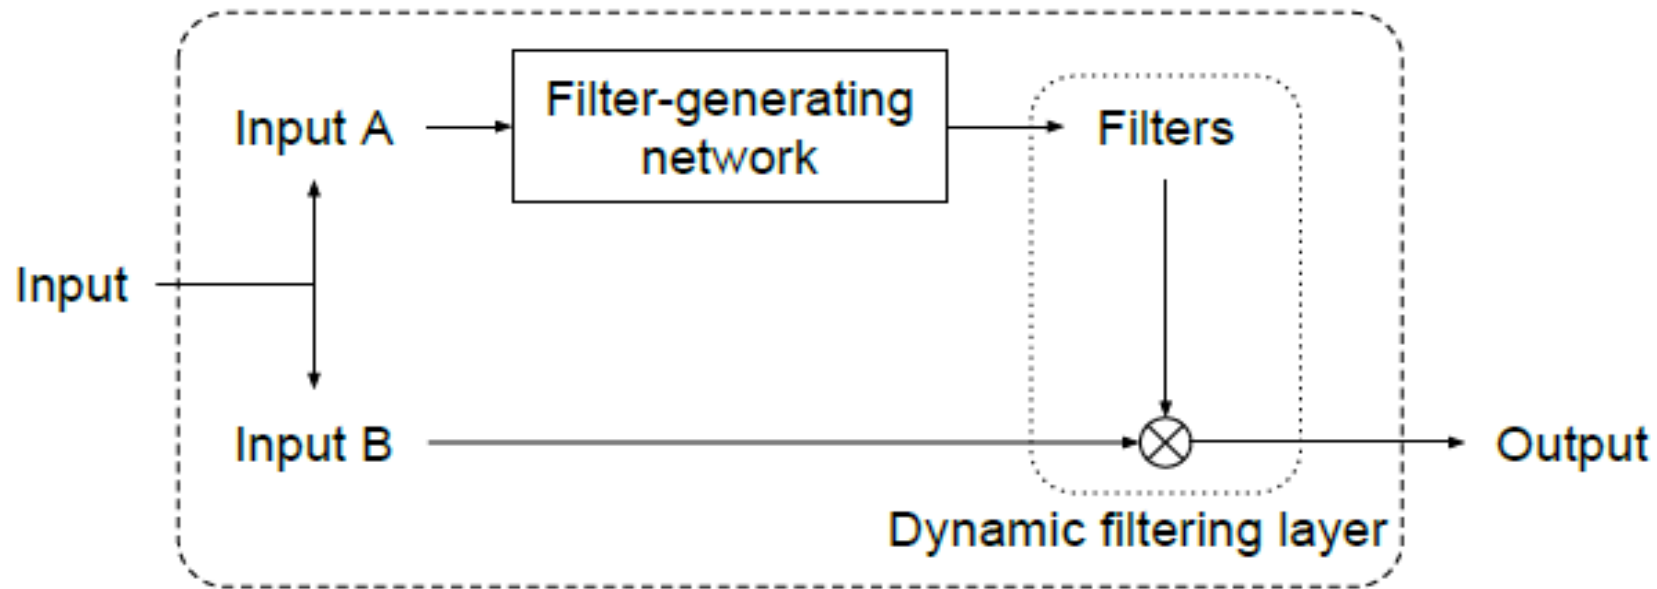 Filter-generating
network
Input A
Filters
Input
Input B
Output
Dynamic filtering layer